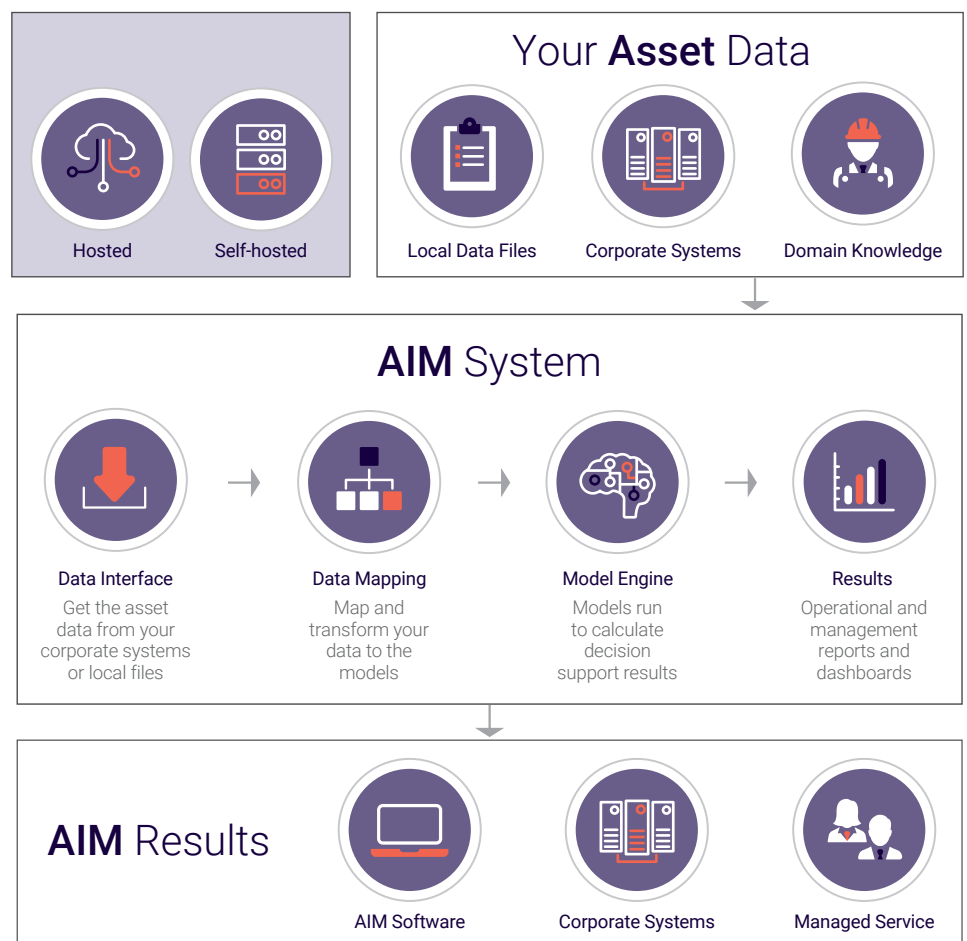 Hosted
Self-hosted
Your Asset Data
Local Data Files
Corporate Systems
Domain Knowledge
AIM System
Data Interface
Get the asset
data from your
corporate systems
or local files
Data Mapping
Map and
transform your
data to the
models
Model Engine
Models run
to calculate
decision
support results
Results
Operational and
management
reports and
dashboards
AIM Results
AIM Software
Corporate Systems
Managed Service